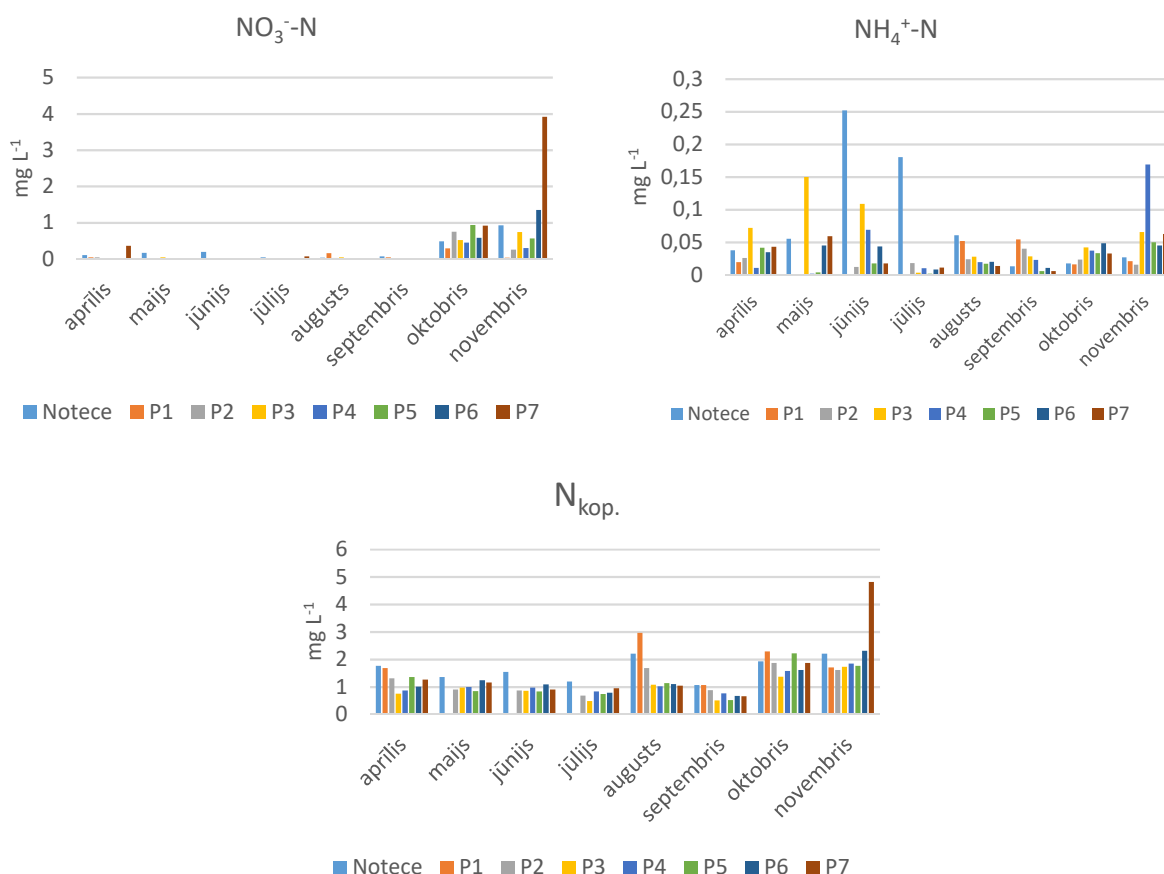 NO₃⁻-N
5
4
3
2
1
0
mg L⁻¹
aprīlis
maijs
jūnijs
jūlijs
augusts
septembris
oktobris
novembris
Notece P1 P2 P3 P4 P5 P6 P7
NH₄⁺-N
0,3
0,25
0,2
0,15
0,1
0,05
0
mg L⁻¹
aprīlis
maijs
jūnijs
jūlijs
augusts
septembris
oktobris
novembris
Notece P1 P2 P3 P4 P5 P6 P7
Nkop.
6
5
4
3
2
1
0
mg L⁻¹
aprīlis
maijs
jūnijs
jūlijs
augusts
septembris
oktobris
novembris
Notece P1 P2 P3 P4 P5 P6 P7